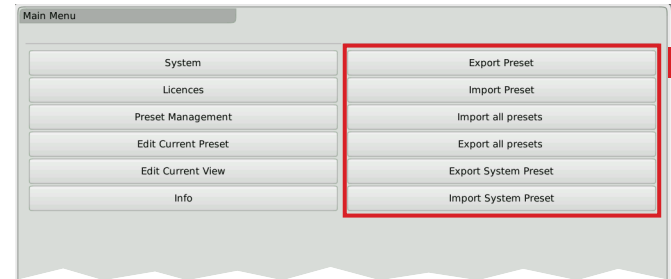 Main Menu
System
Export Preset
Licences
Import Preset
Preset Management
Import all presets
Edit Current Preset
Export all presets
Edit Current View
Export System Preset
Info
Import System Preset